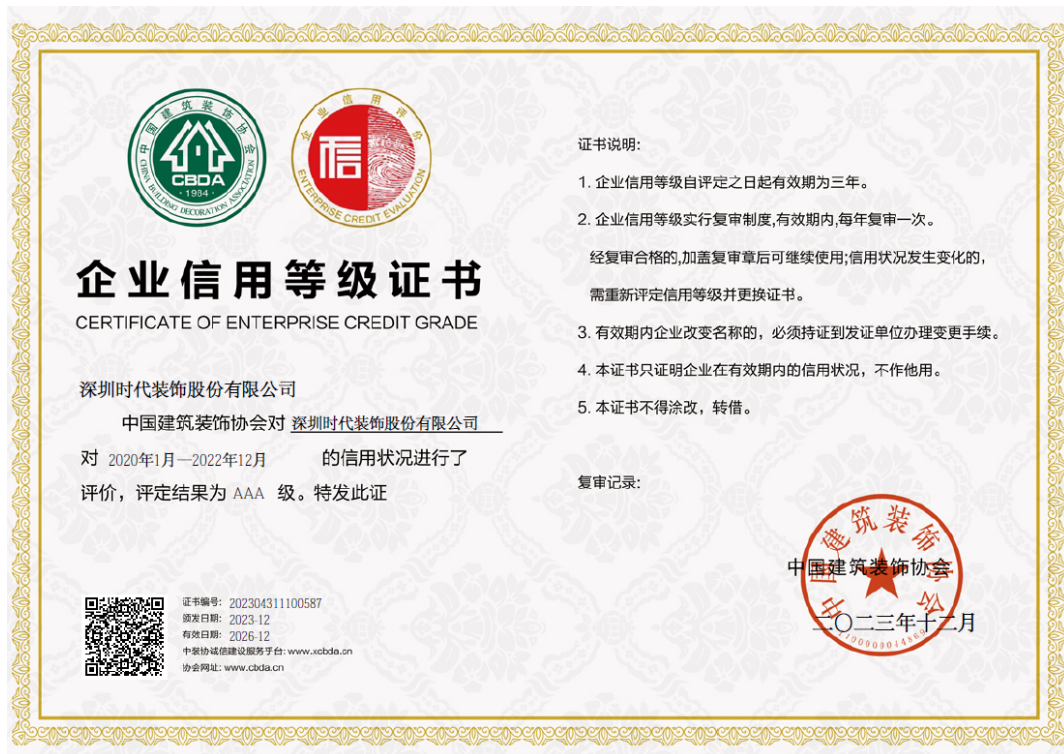 中国建筑装饰协会
CBDA
·1984·
CHINA BUILDING DECORATION ASSOCIATION
企业信用评价
信
ENTERPRISE CREDIT EVALUATION
企业信用等级证书
CERTIFICATE OF ENTERPRISE CREDIT GRADE
深圳时代装饰股份有限公司
中国建筑装饰协会对 深圳时代装饰股份有限公司
对 2020年1月—2022年12月 的信用状况进行了
评价，评定结果为 AAA 级。特发此证
证书编号: 202304311100587
颁发日期: 2023-12
有效日期: 2026-12
中装协诚信建设服务平台: www.xcbda.cn
协会网址: www.cbda.cn
证书说明:
1. 企业信用等级自评定之日起有效期为三年。
2. 企业信用等级实行复审制度,有效期内,每年复审一次。
经复审合格的,加盖复审章后可继续使用;信用状况发生变化的，
需重新评定信用等级并更换证书。
3. 有效期内企业改变名称的，必须持证到发证单位办理变更手续。
4. 本证书只证明企业在有效期内的信用状况，不作他用。
5. 本证书不得涂改，转借。
复审记录:
中国建筑装饰协会
中国建筑装饰协会
二〇二三年十二月